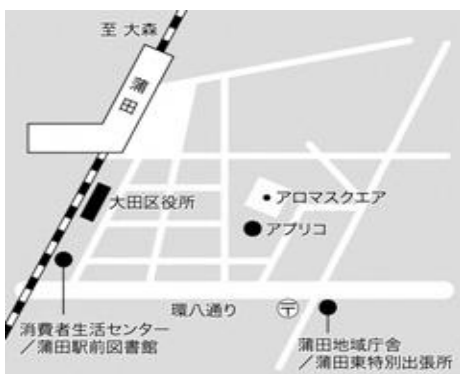 至 大森
蒲田
大田区役所
アロマスクエア
アプリコ
環八通り
〒
消費者生活センター
／蒲田駅前図書館
蒲田地域庁舎
／蒲田東特別出張所